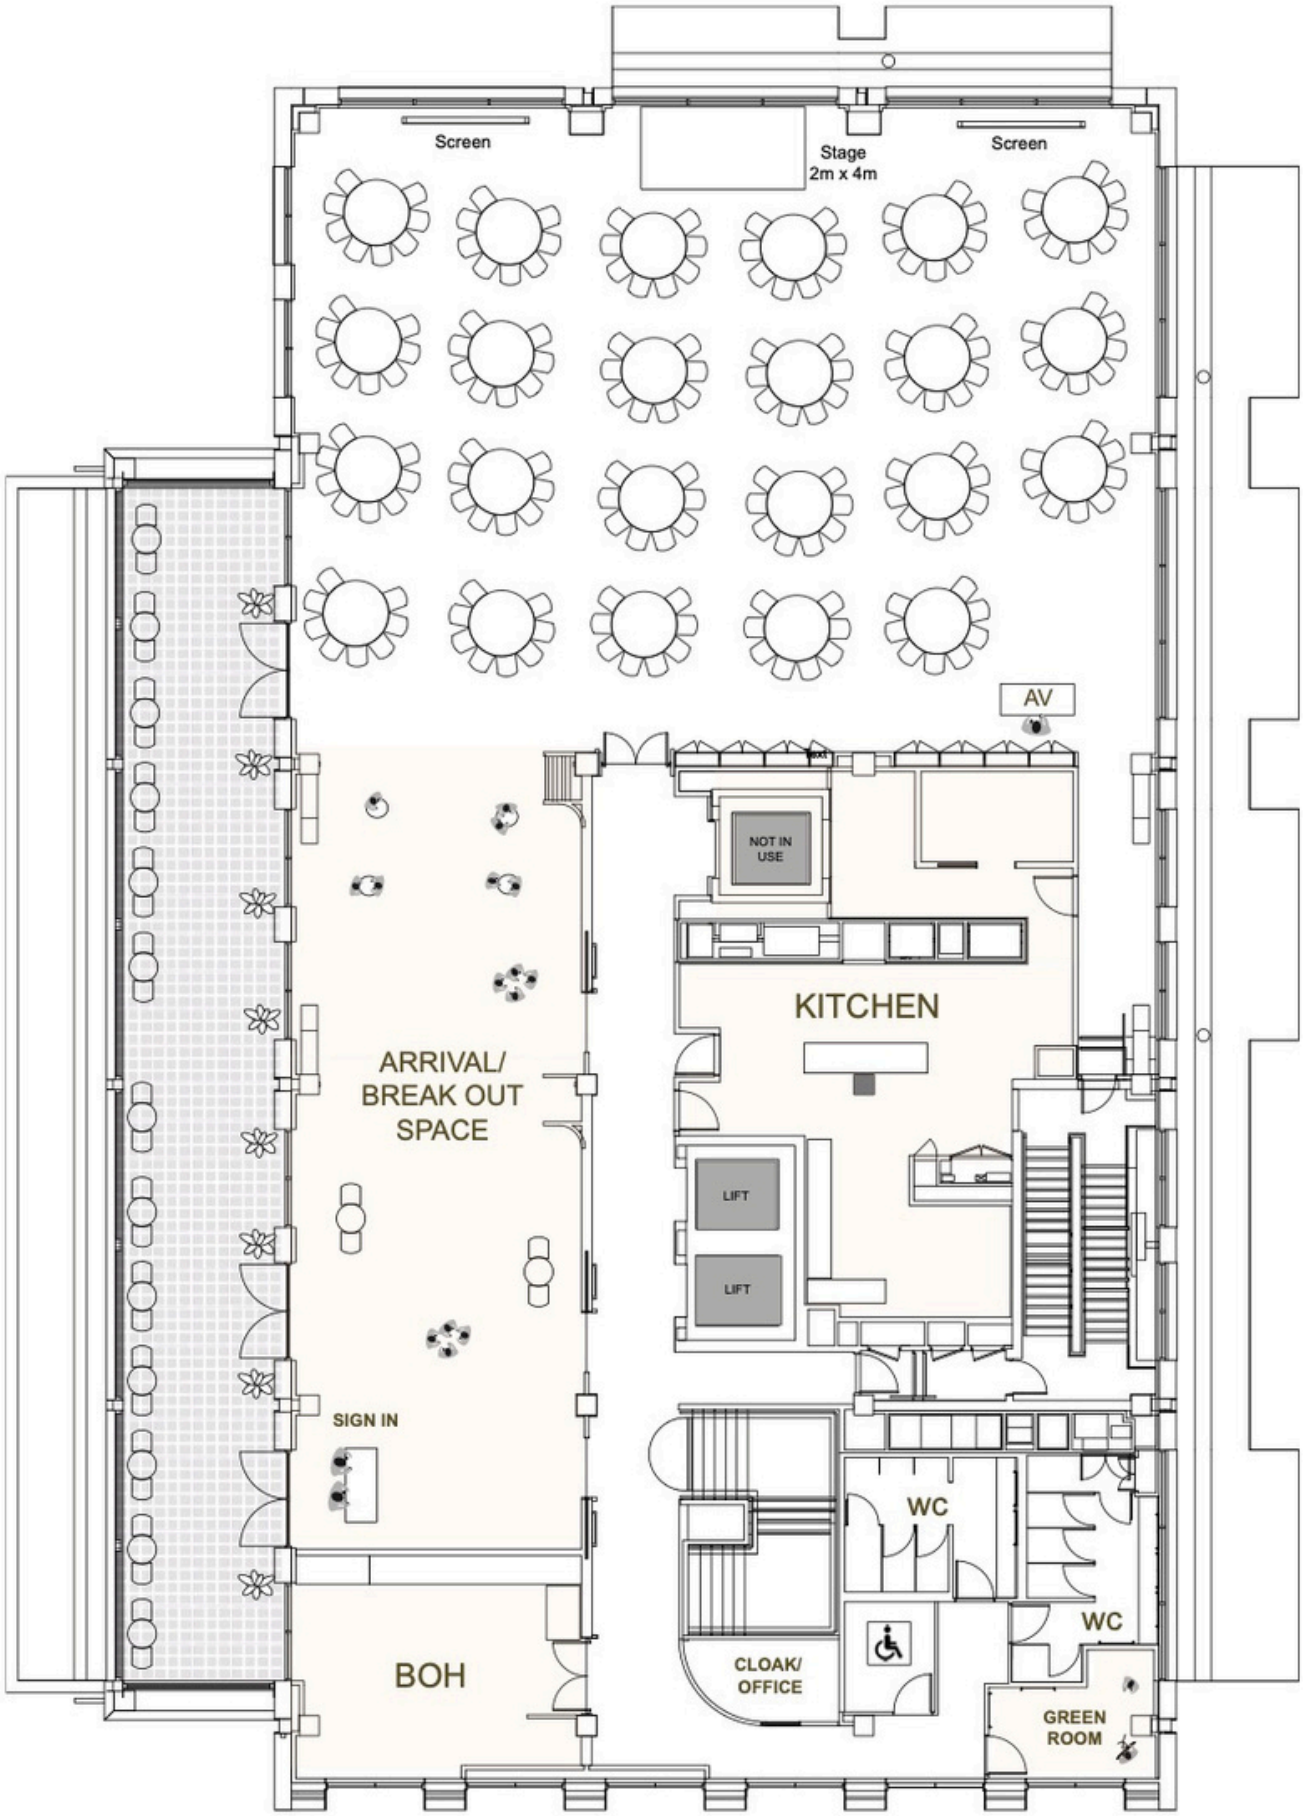 Screen
Stage
2m x 4m
Screen
AV
Text
NOT IN
USE
KITCHEN
ARRIVAL/
BREAK OUT
SPACE
LIFT
LIFT
SIGN IN
WC
WC
BOH
CLOAK/
OFFICE
GREEN
ROOM